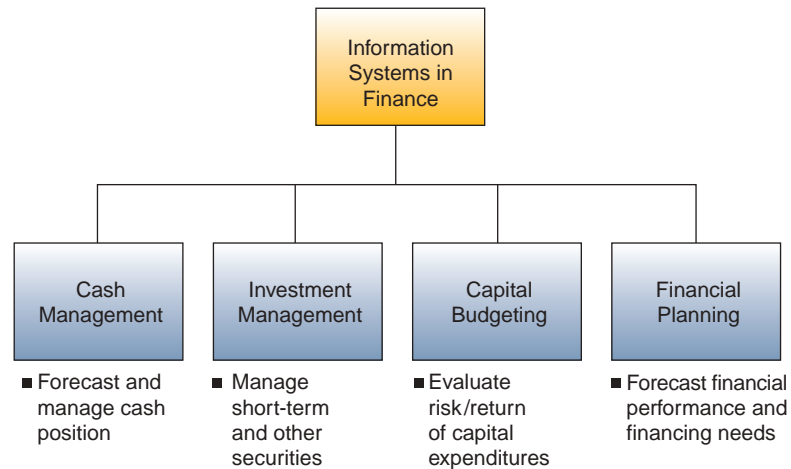 Information
Systems in
Finance
Cash
Management
Investment
Management
Capital
Budgeting
Financial
Planning
■ Forecast and
manage cash
position
■ Manage
short-term
and other
securities
■ Evaluate
risk/return
of capital
expenditures
■ Forecast financial
performance and
financing needs